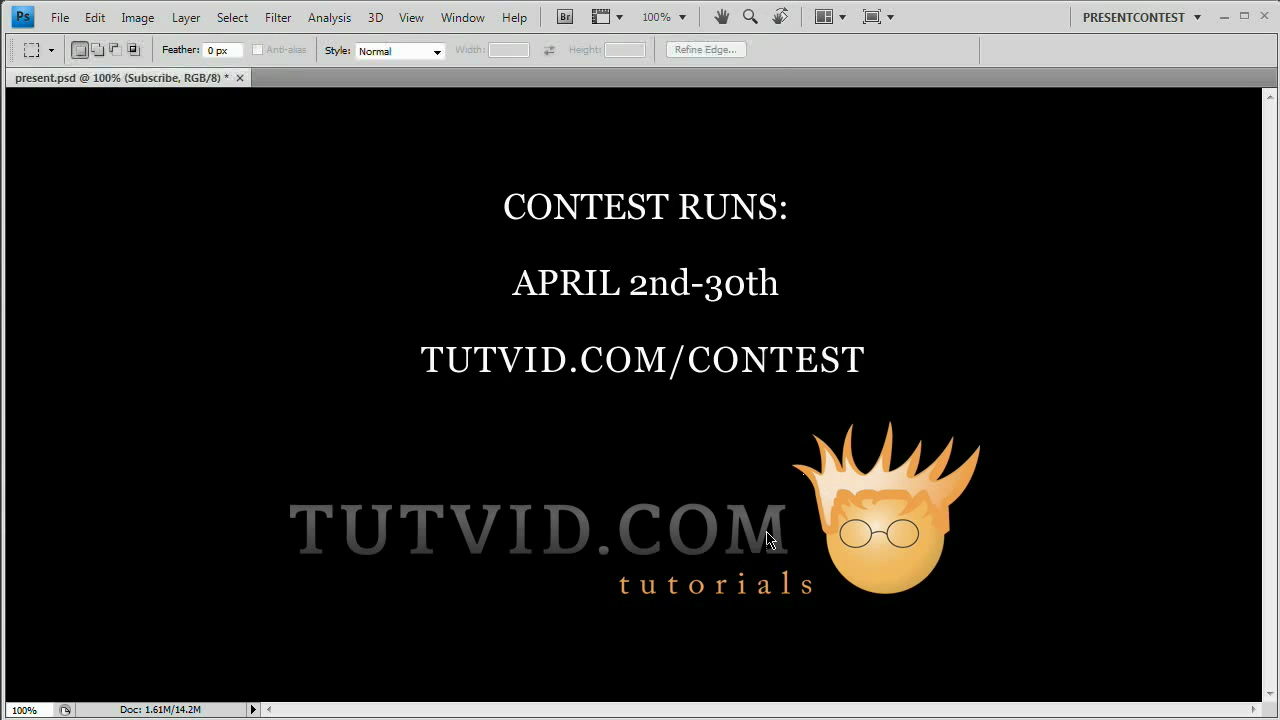 Ps File Edit Image Layer Select Filter Analysis 3D View Window Help Br 100% PRESENTCONTEST
Feather: 0 px Anti-alias Style: Normal Width: Height: Refine Edge...
present.psd @ 100% (Subscribe, RGB/8) *
CONTEST RUNS:
APRIL 2nd-30th
TUTVID.COM/CONTEST
TUTVID.COM
tutorials
100% Doc: 1.61M/14.2M